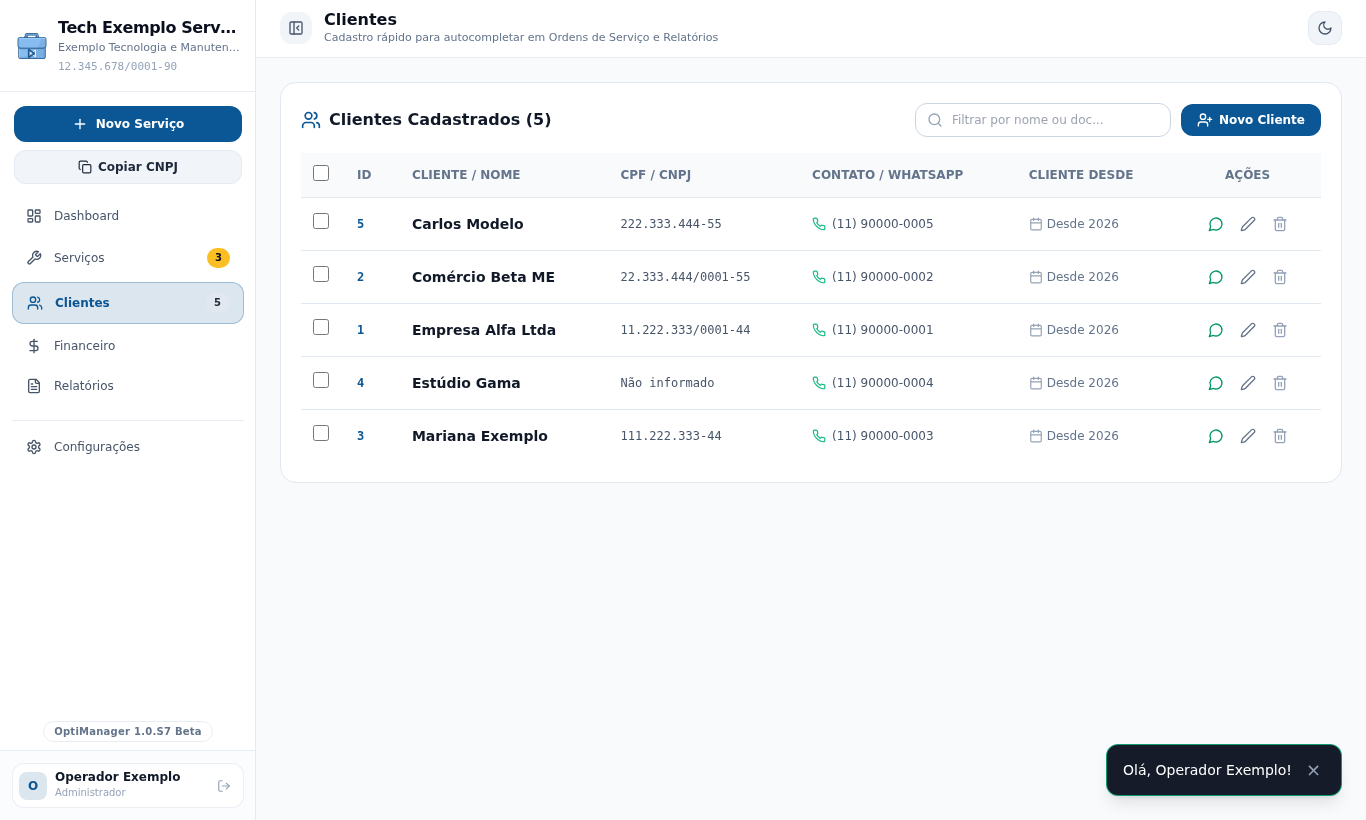 Tech Exemplo Serv...
Exemplo Tecnologia e Manuten...
12.345.678/0001-90
Novo Serviço
Copiar CNPJ
Dashboard
Serviços 3
Clientes 5
Financeiro
Relatórios
Configurações
OptiManager 1.0.S7 Beta
O
Operador Exemplo
Administrador
Clientes
Cadastro rápido para autocompletar em Ordens de Serviço e Relatórios
Clientes Cadastrados (5)
Filtrar por nome ou doc...
Novo Cliente
ID CLIENTE / NOME CPF / CNPJ CONTATO / WHATSAPP CLIENTE DESDE AÇÕES
5 Carlos Modelo 222.333.444-55 (11) 90000-0005 Desde 2026
2 Comércio Beta ME 22.333.444/0001-55 (11) 90000-0002 Desde 2026
1 Empresa Alfa Ltda 11.222.333/0001-44 (11) 90000-0001 Desde 2026
4 Estúdio Gama Não informado (11) 90000-0004 Desde 2026
3 Mariana Exemplo 111.222.333-44 (11) 90000-0003 Desde 2026
Olá, Operador Exemplo!